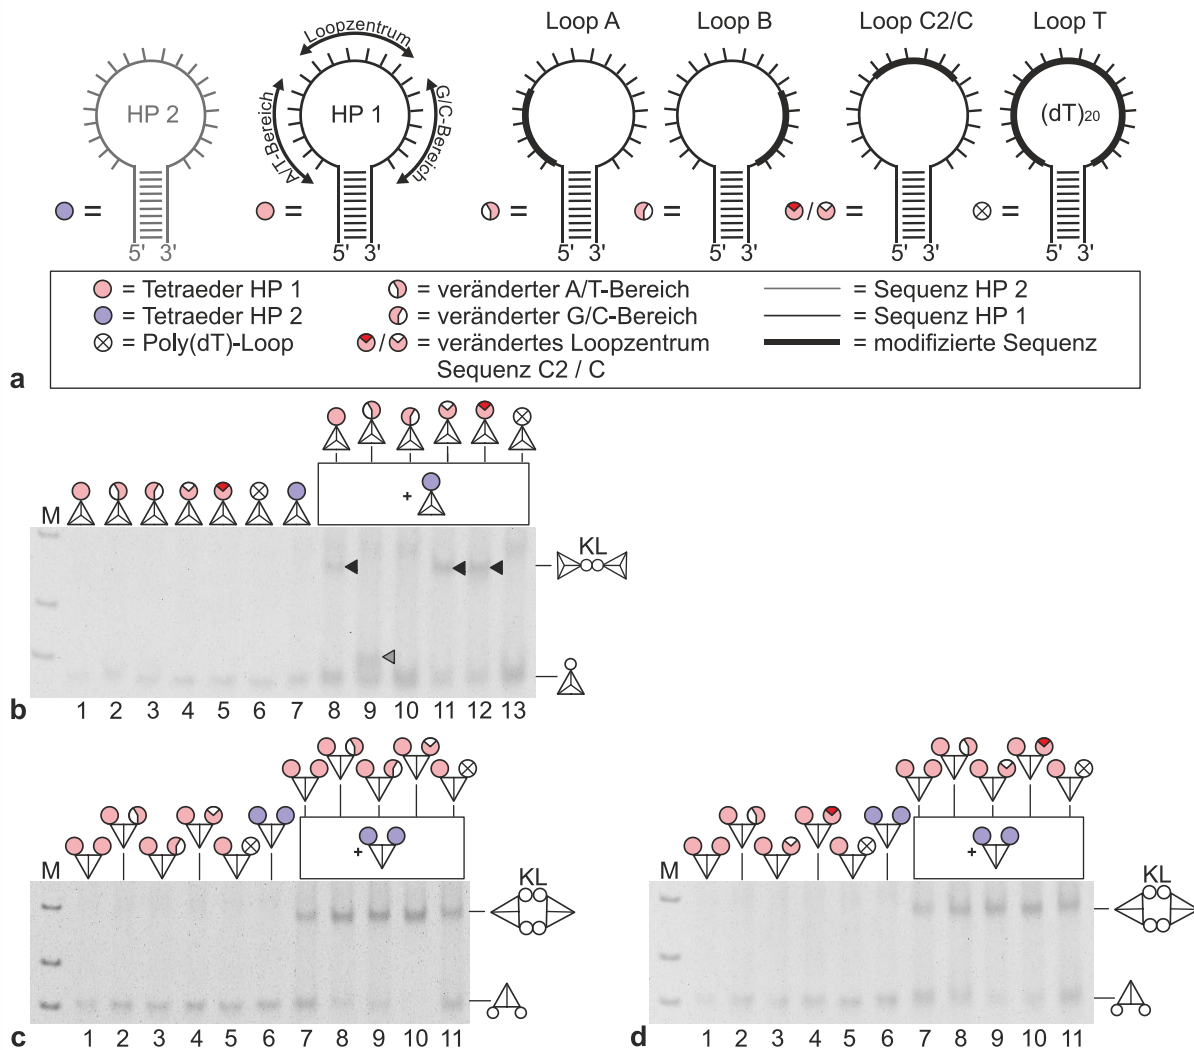 a
Loop A
Loop B
Loop C2/C
Loop T
HP 2
Loopzentrum
A/T-Bereich
HP 1
G/C-Bereich
(dT)20
=
=
=
=
/
=
=
5' 3'
5' 3'
5' 3'
5' 3'
5' 3'
5' 3'
= Tetraeder HP 1
= veränderter A/T-Bereich
= Sequenz HP 2
= Tetraeder HP 2
= veränderter G/C-Bereich
= Sequenz HP 1
= Poly(dT)-Loop
/ = verändertes Loopzentrum
= modifizierte Sequenz
Sequenz C2 / C
+
M
KL
b
1 2 3 4 5 6 7 8 9 10 11 12 13
+
M
KL
c
1 2 3 4 5 6 7 8 9 10 11
+
M
KL
d
1 2 3 4 5 6 7 8 9 10 11